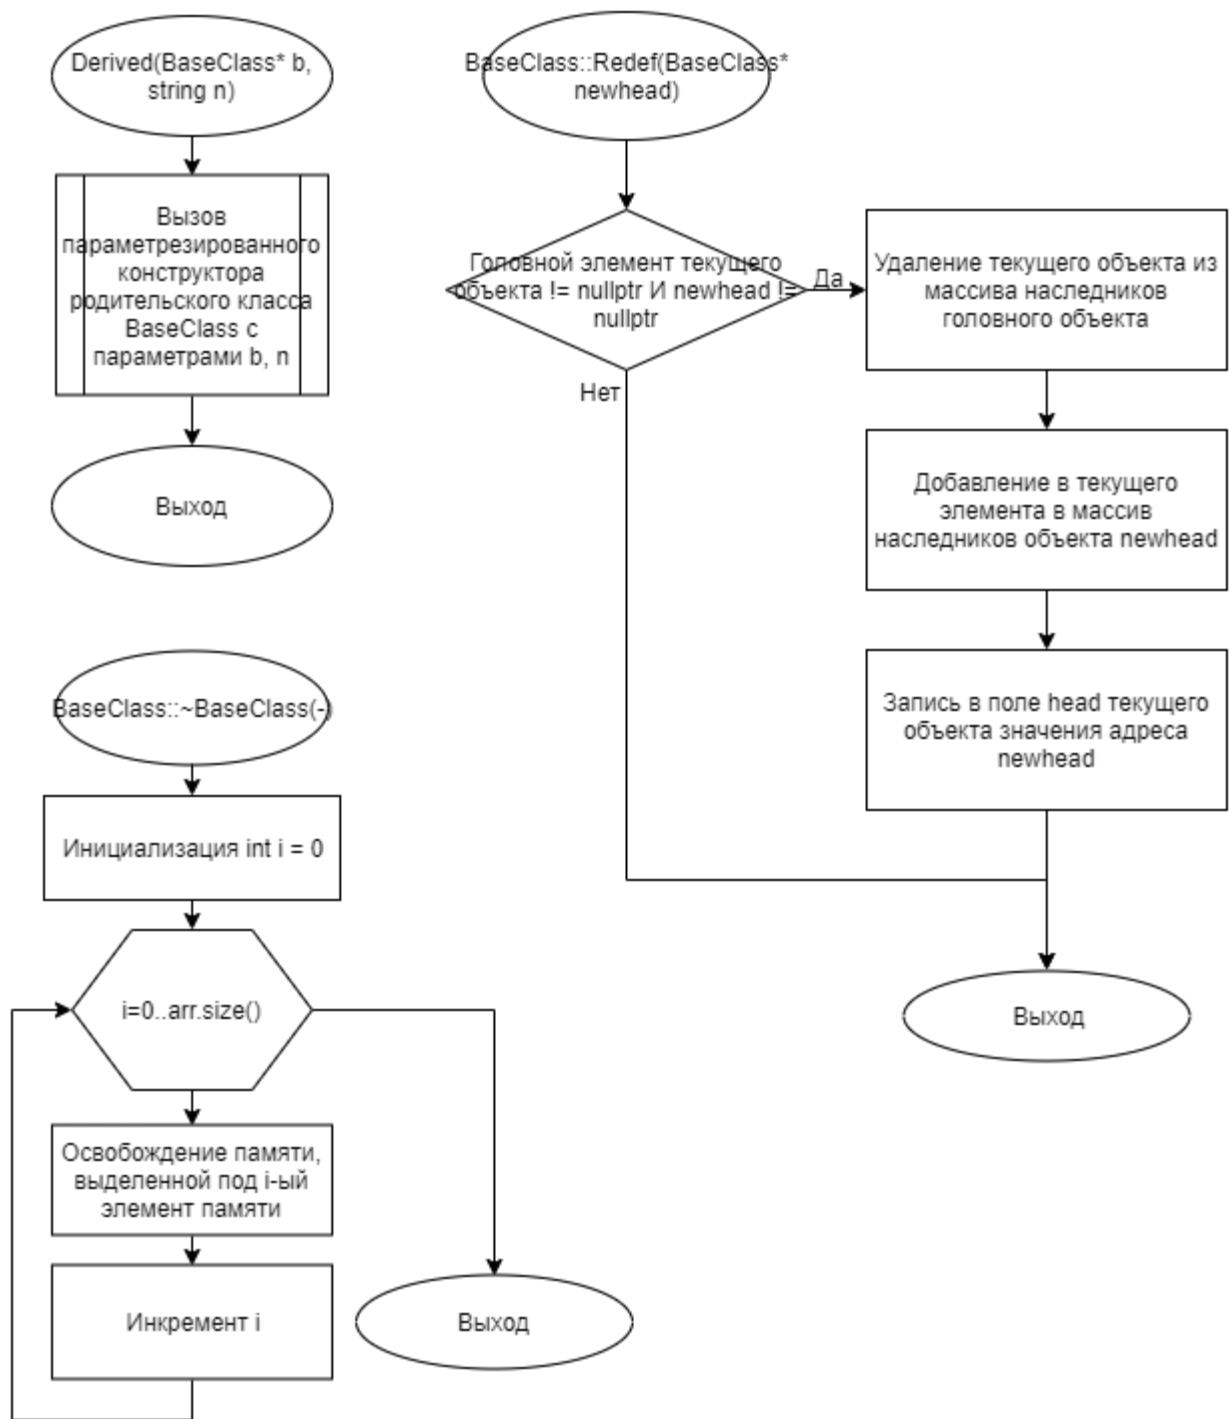 Derived(BaseClass* b,
string n)
Вызов
параметрезированного
конструктора
родительского класса
BaseClass с
параметрами b, n
Выход
BaseClass::Redef(BaseClass*
newhead)
Головной элемент текущего
объекта != nullptr И newhead !=
nullptr
Да
Нет
Удаление текущего объекта из
массива наследников
головного объекта
Добавление в текущего
элемента в массив
наследников объекта newhead
Запись в поле head текущего
объекта значения адреса
newhead
Выход
BaseClass::~BaseClass(-)
Инициализация int i = 0
i=0..arr.size()
Освобождение памяти,
выделенной под i-ый
элемент памяти
Инкремент i
Выход